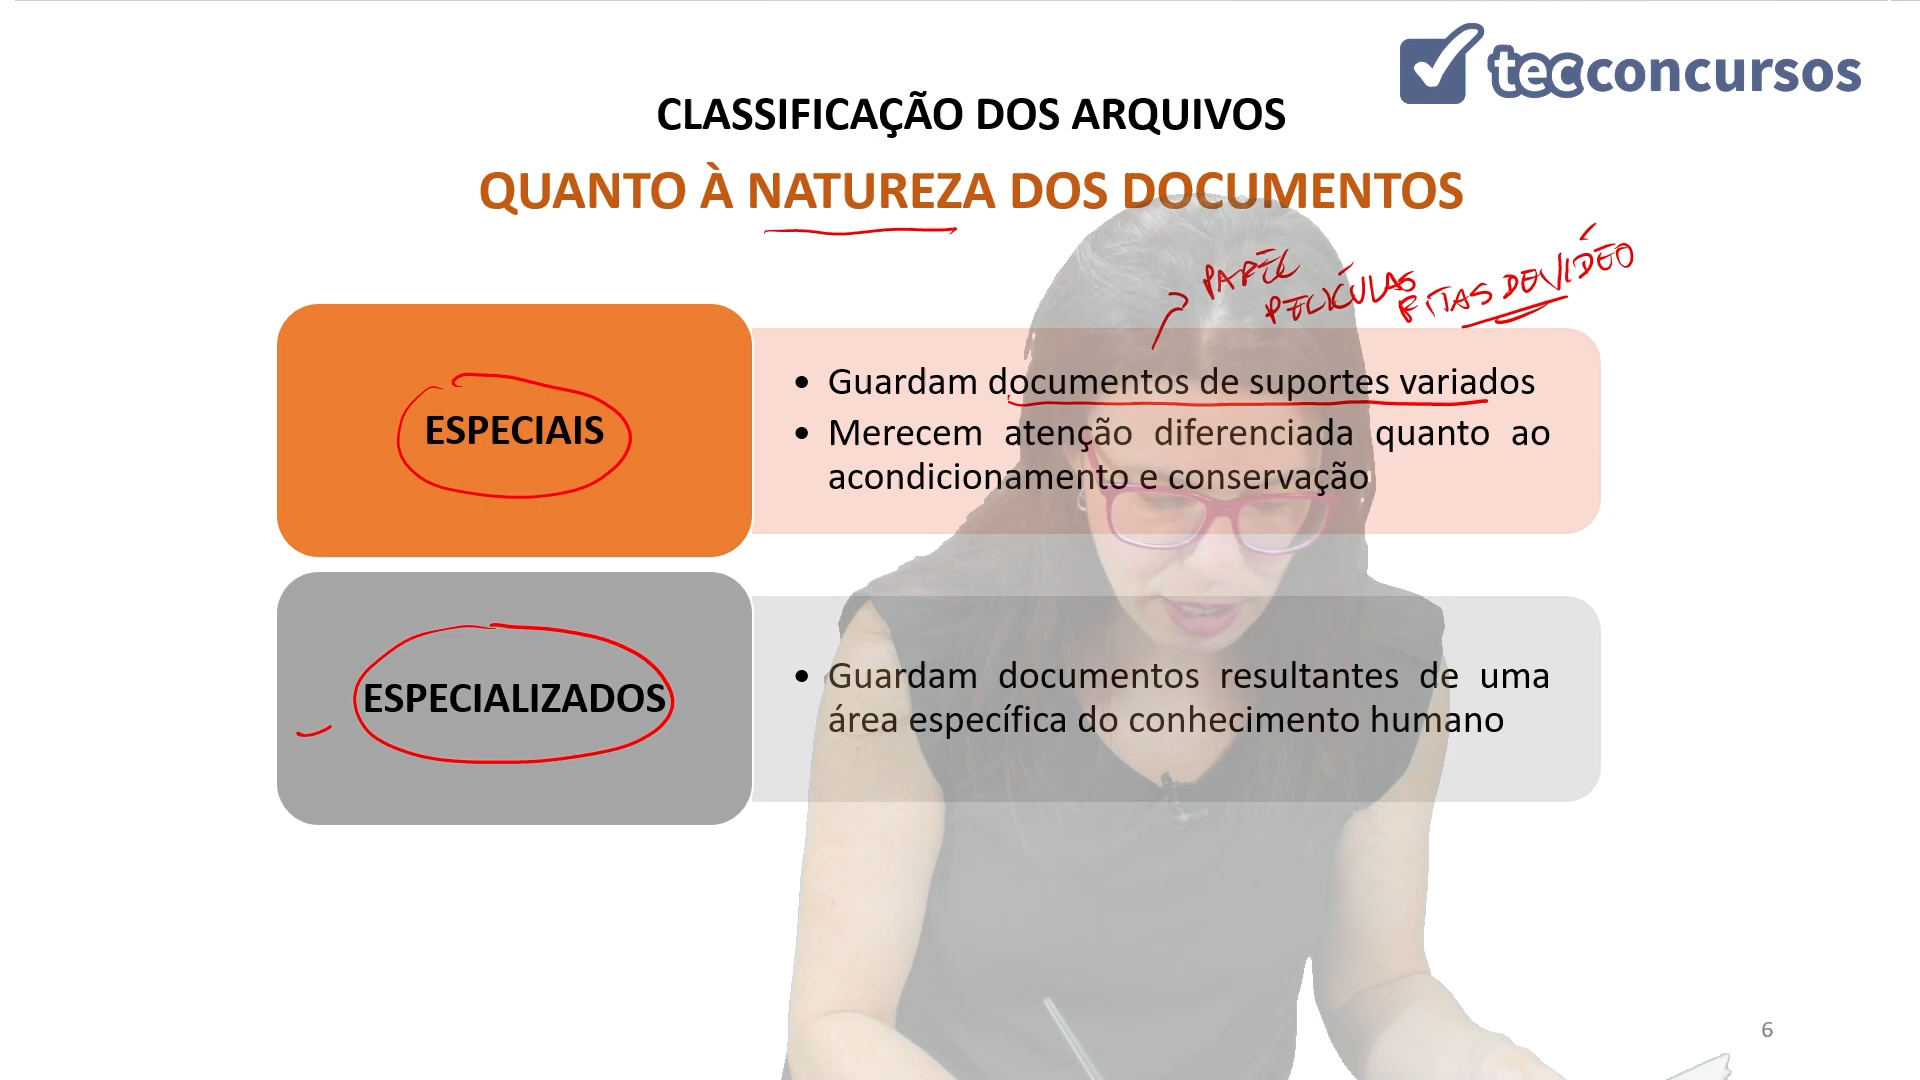 tecconcursos
CLASSIFICAÇÃO DOS ARQUIVOS
QUANTO À NATUREZA DOS DOCUMENTOS
PAPEL
PELÍCULAS
FITAS DE VÍDEO
ESPECIAIS
• Guardam documentos de suportes variados
• Merecem atenção diferenciada quanto ao
acondicionamento e conservação
ESPECIALIZADOS
• Guardam documentos resultantes de uma
área específica do conhecimento humano
6